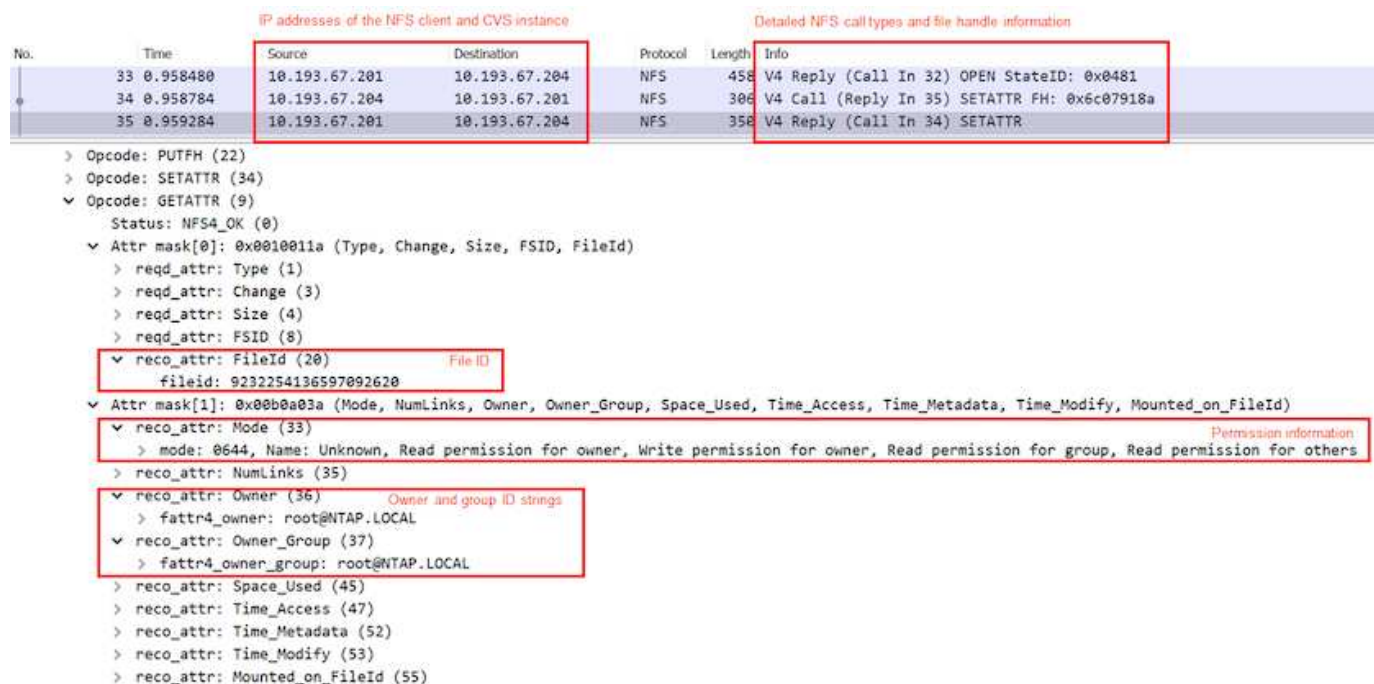 IP addresses of the NFS client and CVS instance
Detailed NFS call types and file handle information
No. Time Source Destination Protocol Length Info
33 0.958480 10.193.67.201 10.193.67.204 NFS 458 V4 Reply (Call In 32) OPEN StateID: 0x0481
34 0.958784 10.193.67.204 10.193.67.201 NFS 306 V4 Call (Reply In 35) SETATTR FH: 0x6c07918a
35 0.959284 10.193.67.201 10.193.67.204 NFS 350 V4 Reply (Call In 34) SETATTR
> Opcode: PUTFH (22)
> Opcode: SETATTR (34)
Opcode: GETATTR (9)
Status: NFS4_OK (0)
Attr mask[0]: 0x0010011a (Type, Change, Size, FSID, FileId)
> reqd_attr: Type (1)
> reqd_attr: Change (3)
> reqd_attr: Size (4)
> reqd_attr: FSID (8)
reco_attr: FileId (20) File ID
fileid: 9232254136597092620
Attr mask[1]: 0x00b0a03a (Mode, NumLinks, Owner, Owner_Group, Space_Used, Time_Access, Time_Metadata, Time_Modify, Mounted_on_FileId)
reco_attr: Mode (33) Permission information
> mode: 0644, Name: Unknown, Read permission for owner, Write permission for owner, Read permission for group, Read permission for others
> reco_attr: NumLinks (35)
reco_attr: Owner (36) Owner and group ID strings
> fattr4_owner: root@NTAP.LOCAL
reco_attr: Owner_Group (37)
> fattr4_owner_group: root@NTAP.LOCAL
> reco_attr: Space_Used (45)
> reco_attr: Time_Access (47)
> reco_attr: Time_Metadata (52)
> reco_attr: Time_Modify (53)
> reco_attr: Mounted_on_FileId (55)